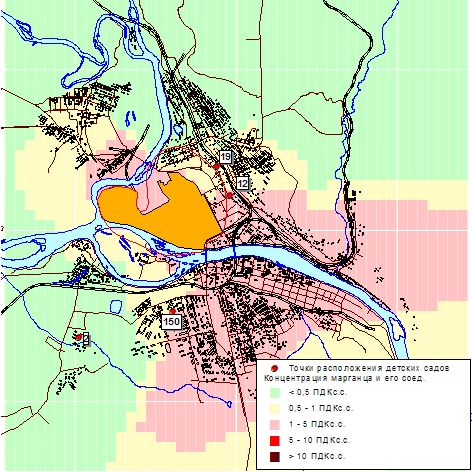 19
12
150
2
Точки расположения детских садов
Концентрация марганца и его соед.
< 0,5 ПДКс.с.
0,5 - 1 ПДКс.с.
1 - 5 ПДКс.с.
5 - 10 ПДКс.с.
> 10 ПДКс.с.